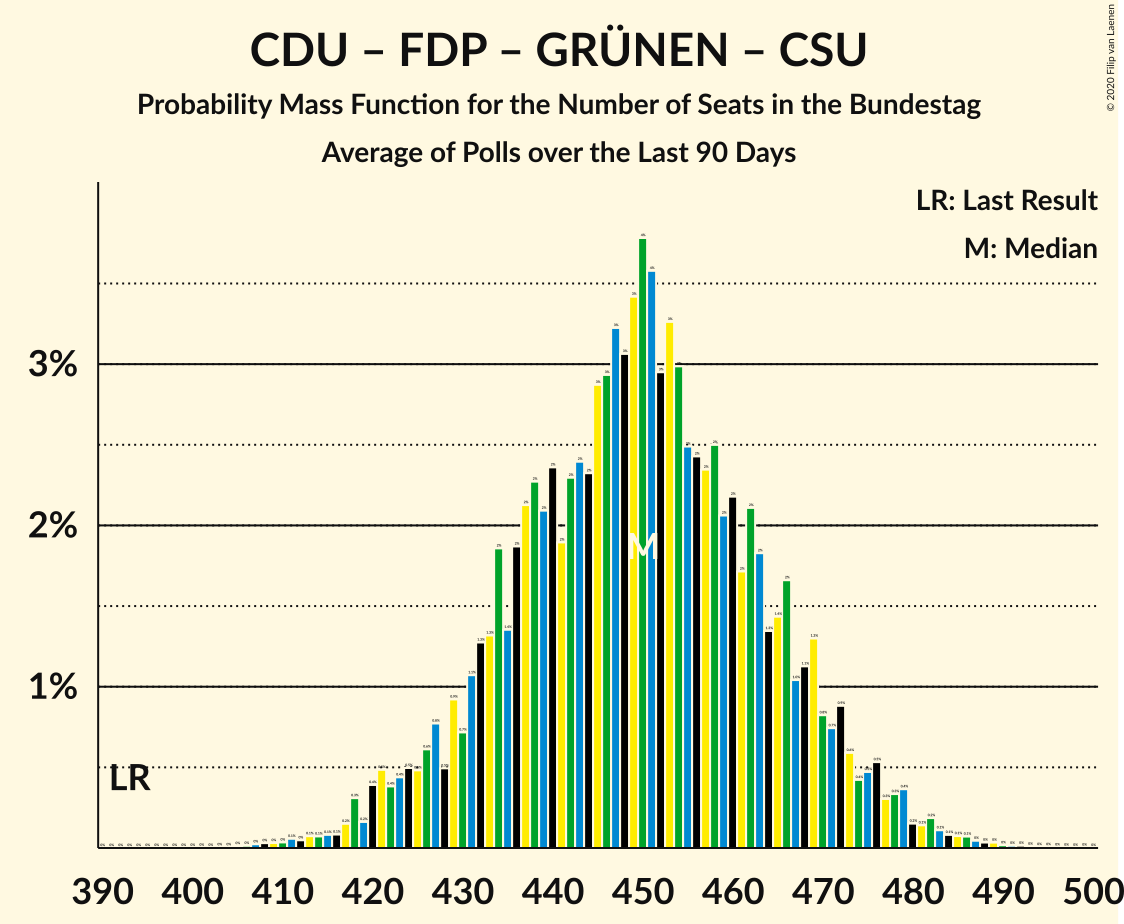 CDU – FDP – GRÜNEN – CSU
Probability Mass Function for the Number of Seats in the Bundestag
Average of Polls over the Last 90 Days
© 2020 Filip van Laenen
LR: Last Result
M: Median
3%
2%
1%
LR
M
390 400 410 420 430 440 450 460 470 480 490 500